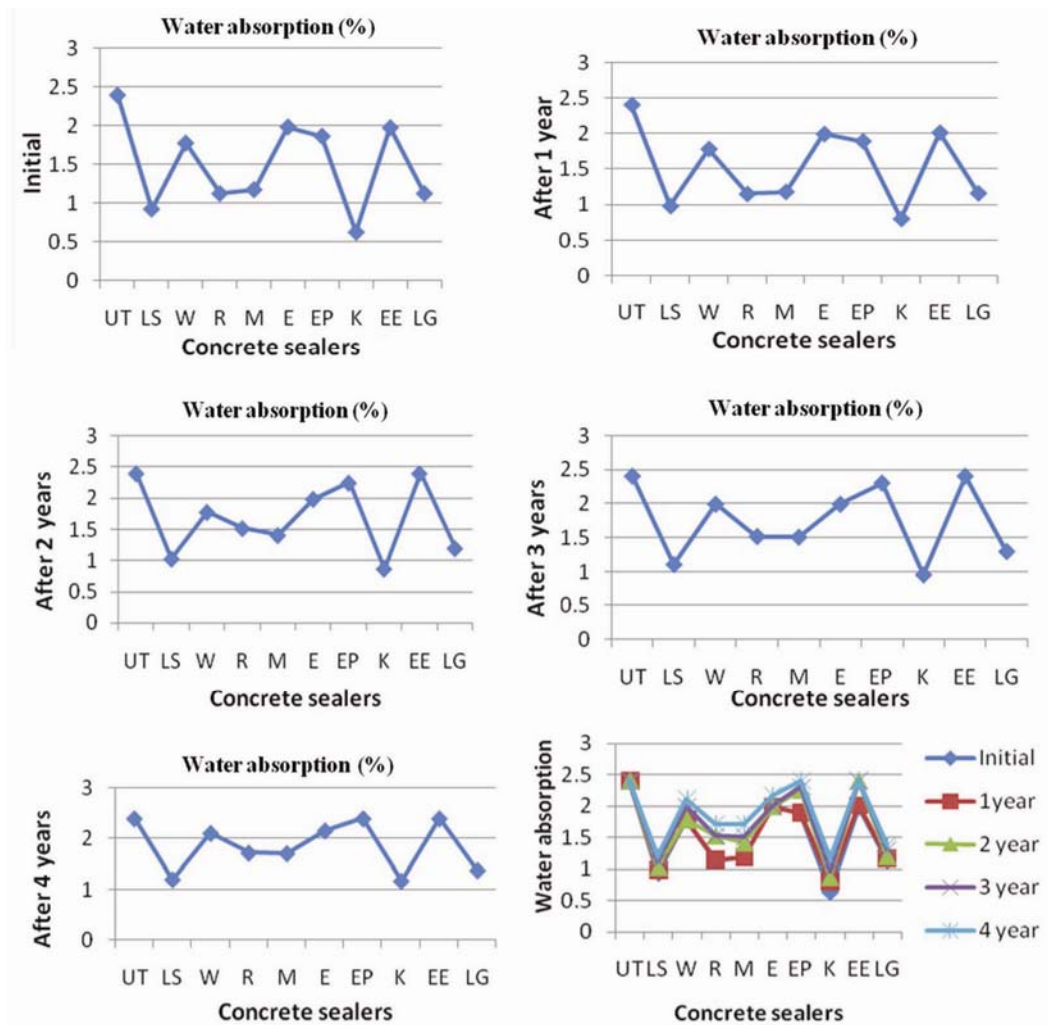 Water absorption (%)
3
2.5
2
1.5
1
0.5
0
Initial
UT LS W R M E EP K EE LG
Concrete sealers
Water absorption (%)
3
2.5
2
1.5
1
0.5
0
After 1 year
UT LS W R M E EP K EE LG
Concrete sealers
Water absorption (%)
3
2.5
2
1.5
1
0.5
0
After 2 years
UT LS W R M E EP K EE LG
Concrete sealers
Water absorption (%)
3
2.5
2
1.5
1
0.5
0
After 3 years
UT LS W R M E EP K EE LG
Concrete sealers
Water absorption (%)
3
2
1
0
After 4 years
UT LS W R M E EP K EE LG
Concrete sealers
3
2.5
2
1.5
1
0.5
0
Water absorption
UT LS W R M E EP K EE LG
Concrete sealers
Initial
1year
2 year
3 year
4 year